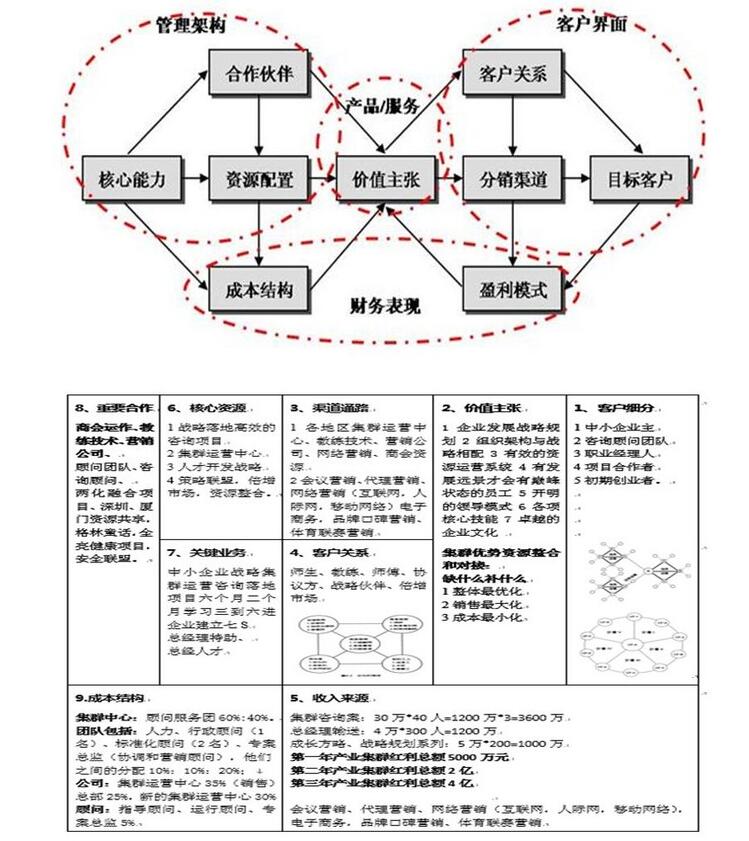 管理架构
客户界面
合作伙伴
客户关系
产品/服务
核心能力
资源配置
价值主张
分销渠道
目标客户
成本结构
盈利模式
财务表现
8、重要合作
商会运作、教
练技术、营销
公司、
顾问团队、咨
询顾问、
两化融合项
目、深圳、厦
门资源共享,
格林童话,全
亮健康项目,
安全联盟。
6、核心资源
1 战略落地高效的
咨询项目
2 集群运营中心
3 人才开发战略
4 策略联盟,倍增
市场,资源整合。
7、关键业务
中小企业战略集
群运营咨询落地
项目六个月二个
月学习三到六进
企业建立七 S
总经理特助、
总经人才
3、渠道通路
1 各地区集群运营中
心、教练技术、营销公
司、网络营销、商会资
源
2 会议营销、代理营销、
网络营销(互联网,人
际网,移动网络)电子
商务,品牌口碑营销、
体育联赛营销
4、客户关系
师生、教练、师傅、协
议方、战略伙伴、倍增
市场
2、价值主张
1 企业发展战略规
划 2 组织架构与战
略相配 3 有效的资
源运营系统 4 有发
展远景才会有巅峰
状态的员工 5 开明
的领导模式 6 各项
核心技能 7 卓越的
企业文化
集群优势资源整合
和对接:
缺什么补什么
1 整体最优化
2 销售最大化
3 成本最小化
1、客户细分
1 中小企业主
2 咨询顾问团队
3 职业经理人
4 项目合作者
5 初期创业者。
9.成本结构
集群中心:顾问服务团 60%:40%
团队包括:人力、行政顾问(1
名)、标准化顾问(2 名)、专案
总监(协调和营销顾问),他们
之间的分配 10%:10%:20%;
公司:集群运营中心 35%(销售)
总部 25%,新的集群运营中心 30%
顾问:指导顾问、运行顾问、专
案总监 5%
5、收入来源
集群咨询案:30 万*40 人=1200 万*3=3600 万
总经理输送:4 万*300 人=1200 万
成长方略、战略规划系列:5 万*200=1000 万
第一年产业集群红利总额 5000 万元
第二年产业集群红利总额 2 亿
第三年产业集群红利总额 4 亿
会议营销、代理营销、网络营销(互联网,人际网,移动网络),
电子商务,品牌口碑营销、体育联赛营销、